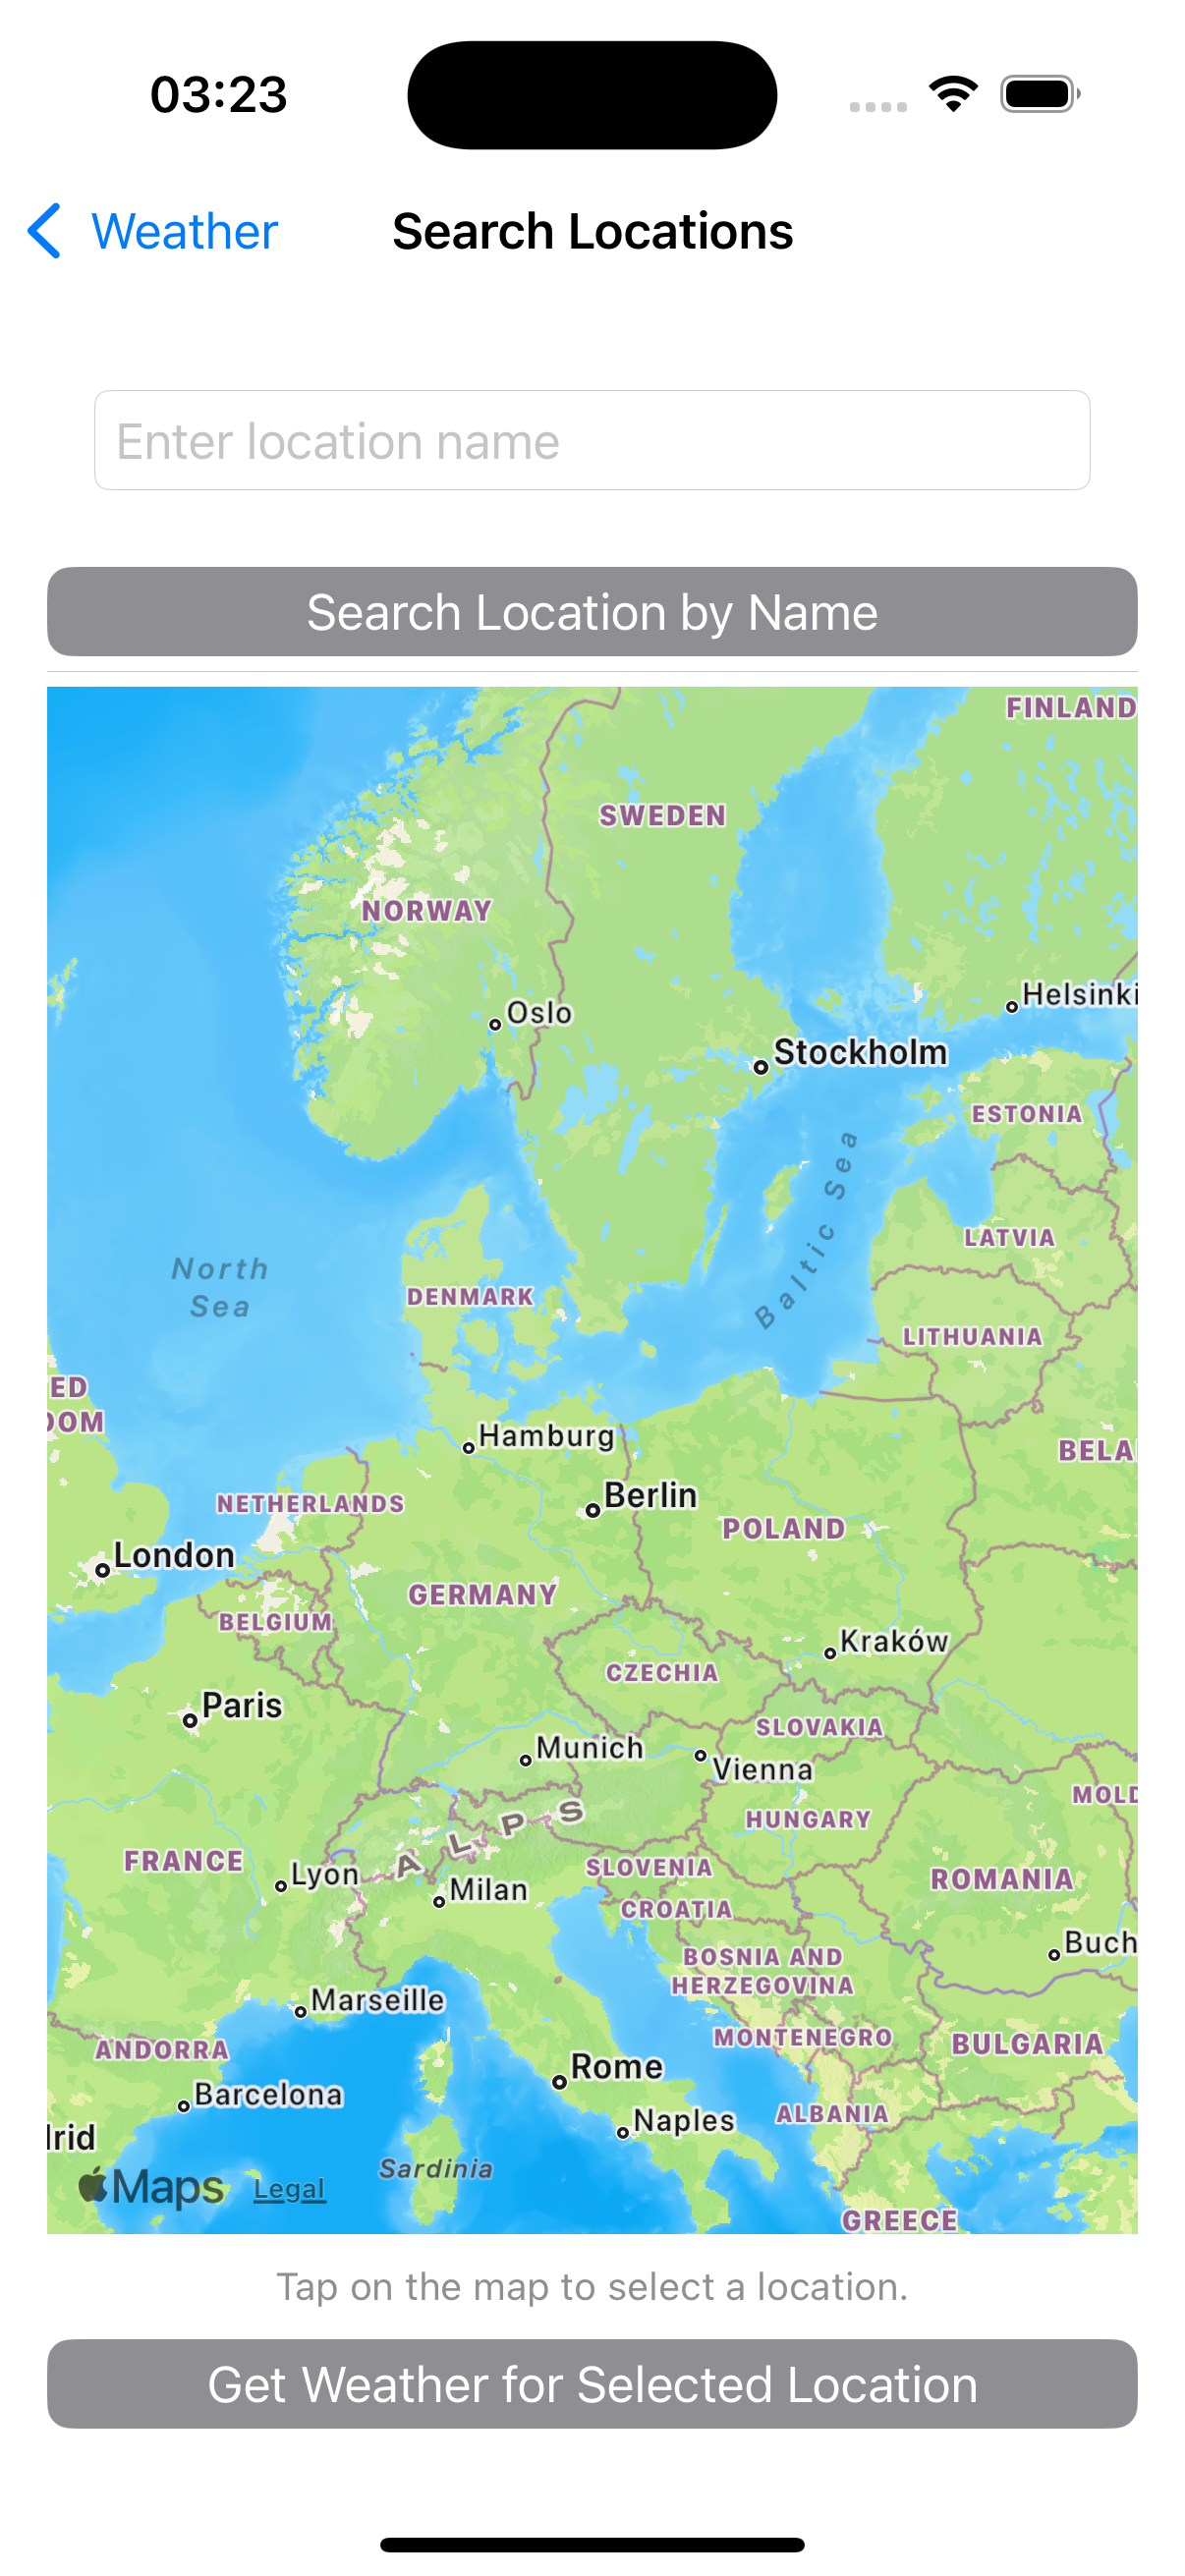 03:23
Weather
Search Locations
Enter location name
Search Location by Name
FINLAND
SWEDEN
NORWAY
Helsinki
Oslo
Stockholm
ESTONIA
Baltic Sea
LATVIA
North
Sea
DENMARK
LITHUANIA
ED
DOM
Hamburg
BELA
Berlin
NETHERLANDS
POLAND
London
GERMANY
BELGIUM
Kraków
CZECHIA
Paris
SLOVAKIA
Munich
Vienna
MOLD
ALPS
HUNGARY
FRANCE
Lyon
SLOVENIA
ROMANIA
Milan
CROATIA
Buch
BOSNIA AND
HERZEGOVINA
Marseille
MONTENEGRO
BULGARIA
ANDORRA
Rome
Barcelona
ALBANIA
Naples
rid
Sardinia
Maps
Legal
GREECE
Tap on the map to select a location.
Get Weather for Selected Location